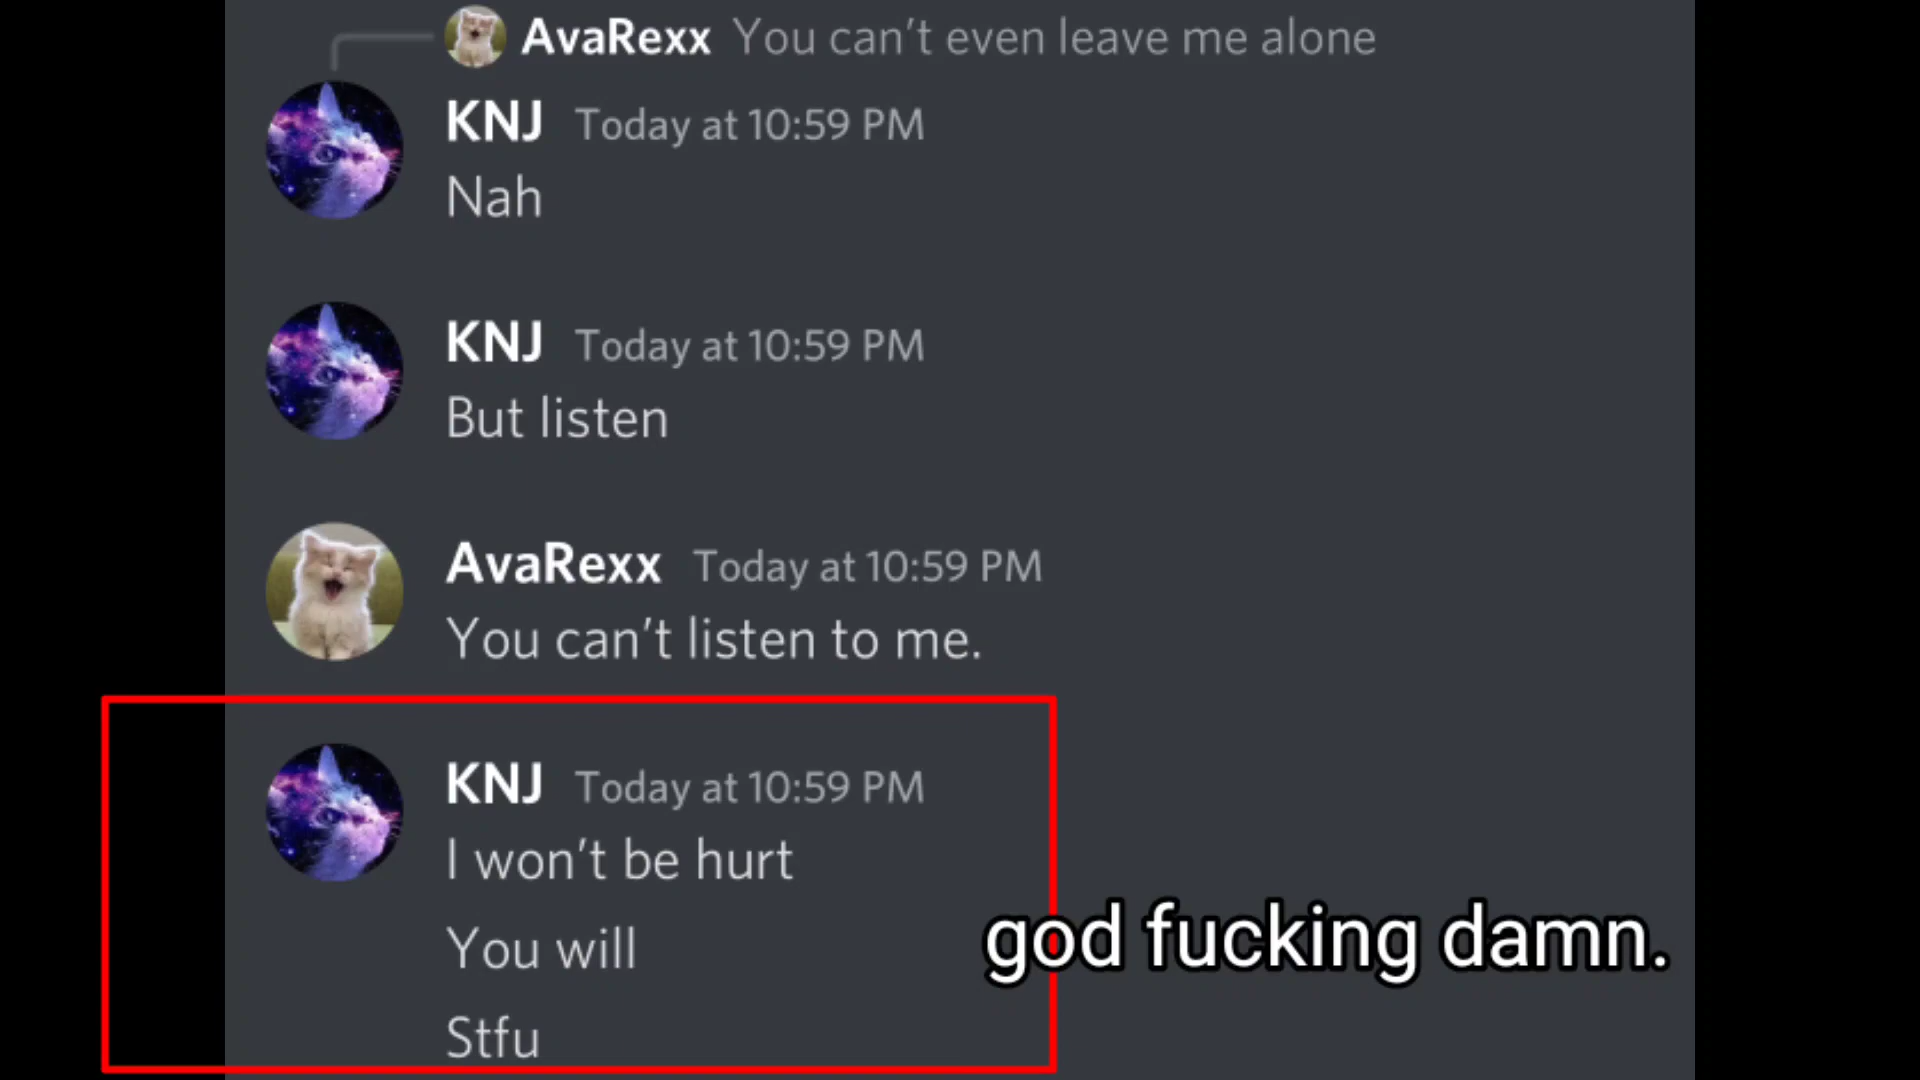 AvaRexx You can't even leave me alone
KNJ Today at 10:59 PM
Nah
KNJ Today at 10:59 PM
But listen
AvaRexx Today at 10:59 PM
You can't listen to me.
KNJ Today at 10:59 PM
I won't be hurt
You will
god fucking damn.
Stfu